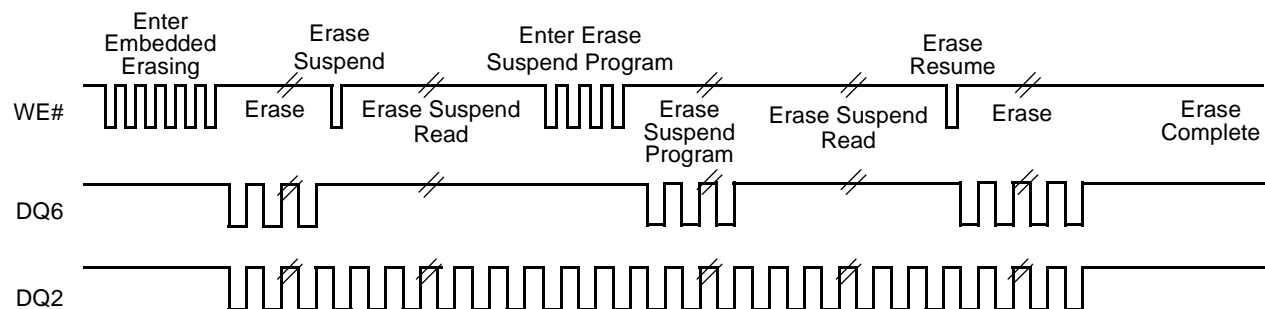 Enter
Embedded
Erasing
Erase
Suspend
Enter Erase
Suspend Program
Erase
Resume
WE#
Erase
Erase Suspend
Read
Erase
Suspend
Program
Erase Suspend
Read
Erase
Erase
Complete
DQ6
DQ2